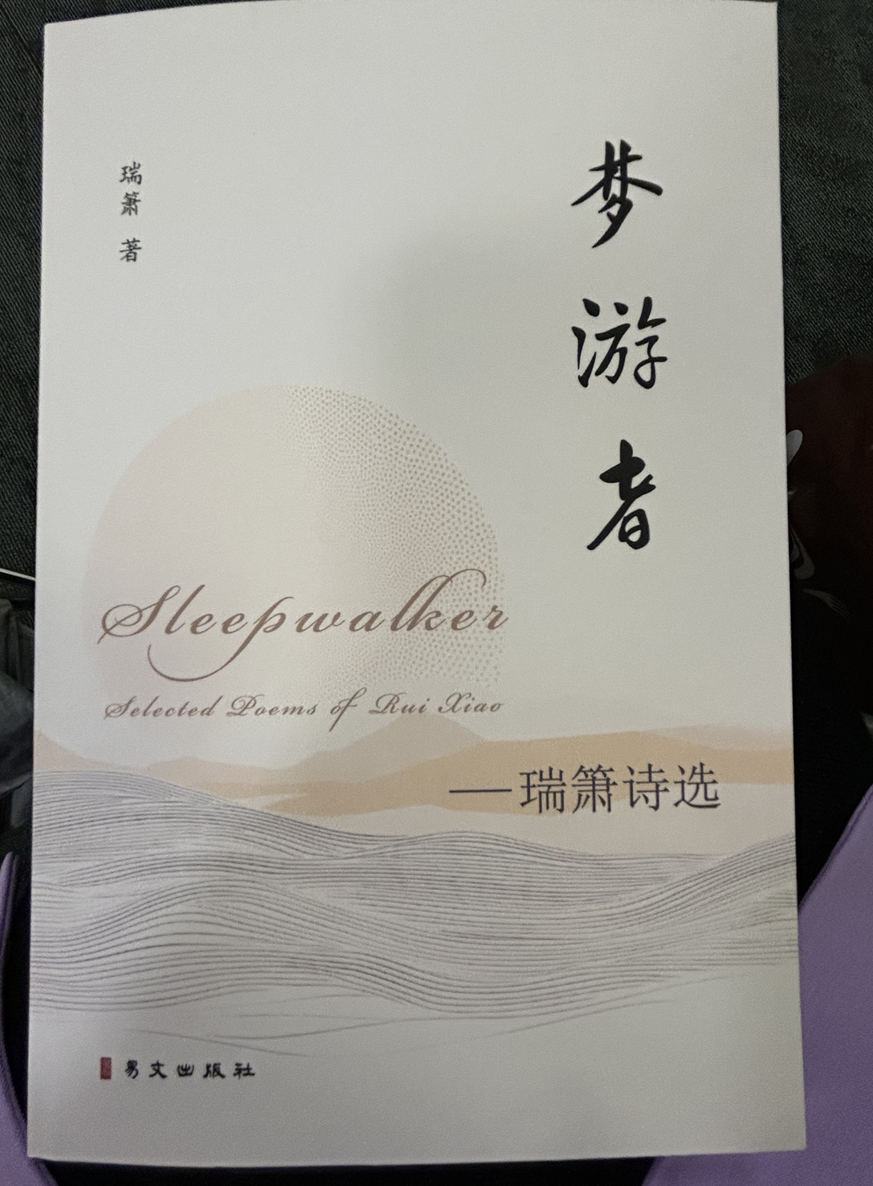 梦游者
瑞箫 著
Sleepwalker
Selected Poems of Rui Xiao
—瑞箫诗选
易文出版社